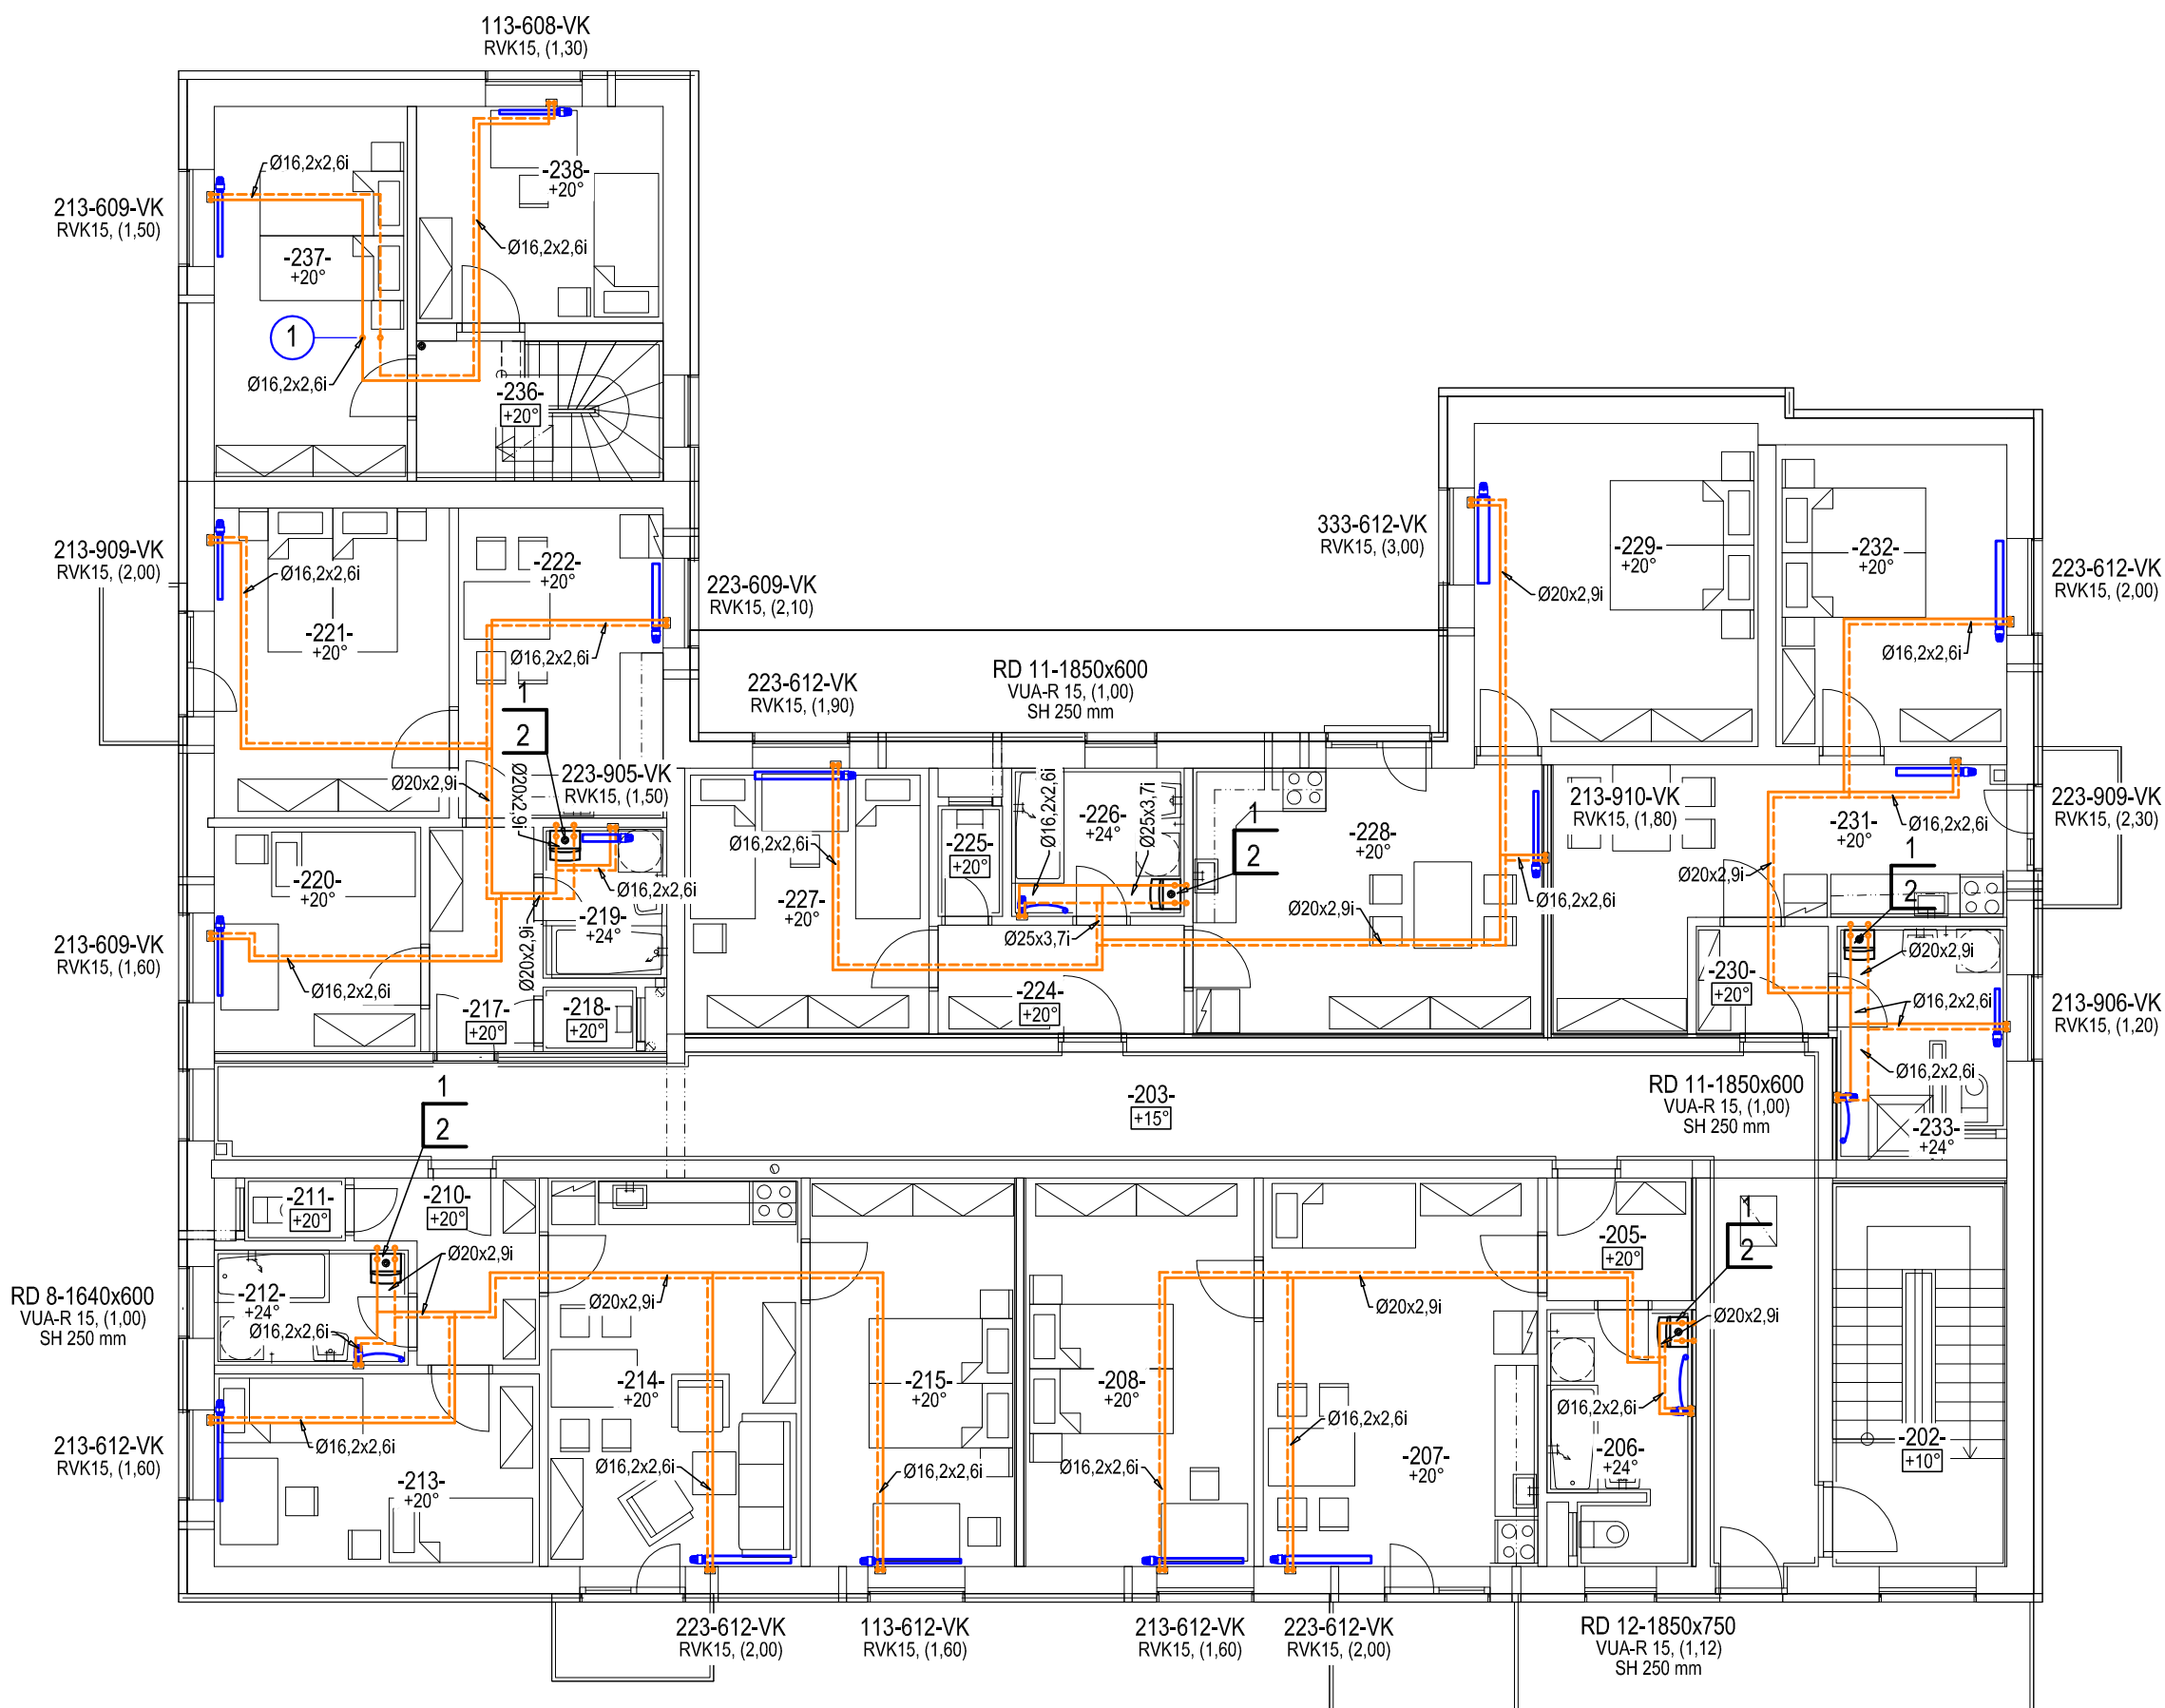 113-608-VK
RVK15, (1,30)
Ø16,2x2,6i
-238-
+20°
213-609-VK
RVK15, (1,50)
-237-
+20°
Ø16,2x2,6i
1
Ø16,2x2,6i
-236-
+20°
213-909-VK
RVK15, (2,00)
Ø16,2x2,6i
-222-
+20°
223-609-VK
RVK15, (2,10)
-221-
+20°
Ø16,2x2,6i
333-612-VK
RVK15, (3,00)
-229-
+20°
-232-
+20°
Ø20x2,9i
223-612-VK
RVK15, (2,00)
Ø16,2x2,6i
RD 11-1850x600
VUA-R 15, (1,00)
SH 250 mm
223-612-VK
RVK15, (1,90)
1
2
Ø20x2,9i
Ø20x2,9i
223-905-VK
RVK15, (1,50)
Ø16,2x2,6i
-226-
+24°
Ø25x3,7i
1
2
-228-
+20°
213-910-VK
RVK15, (1,80)
-231-
+20°
Ø16,2x2,6i
223-909-VK
RVK15, (2,30)
Ø16,2x2,6i
-225-
+20°
-220-
+20°
Ø16,2x2,6i
-227-
+20°
Ø20x2,9i
1
2
Ø16,2x2,6i
Ø20x2,9i
-219-
+24°
Ø20x2,9i
Ø25x3,7i
213-609-VK
RVK15, (1,60)
Ø16,2x2,6i
Ø20x2,9i
-230-
+20°
-224-
+20°
-217-
+20°
-218-
+20°
Ø16,2x2,6i
213-906-VK
RVK15, (1,20)
Ø16,2x2,6i
RD 11-1850x600
VUA-R 15, (1,00)
SH 250 mm
-203-
+15°
1
2
-233-
+24°
-211-
+20°
-210-
+20°
Ø20x2,9i
1
2
-205-
+20°
RD 8-1640x600
VUA-R 15, (1,00)
SH 250 mm
-212-
+24°
Ø16,2x2,6i
Ø20x2,9i
Ø20x2,9i
Ø20x2,9i
-214-
+20°
-215-
+20°
-208-
+20°
Ø16,2x2,6i
Ø16,2x2,6i
213-612-VK
RVK15, (1,60)
Ø16,2x2,6i
Ø16,2x2,6i
Ø16,2x2,6i
Ø16,2x2,6i
-207-
+20°
-206-
+24°
-202-
+10°
-213-
+20°
223-612-VK
RVK15, (2,00)
113-612-VK
RVK15, (1,60)
213-612-VK
RVK15, (1,60)
223-612-VK
RVK15, (2,00)
RD 12-1850x750
VUA-R 15, (1,12)
SH 250 mm